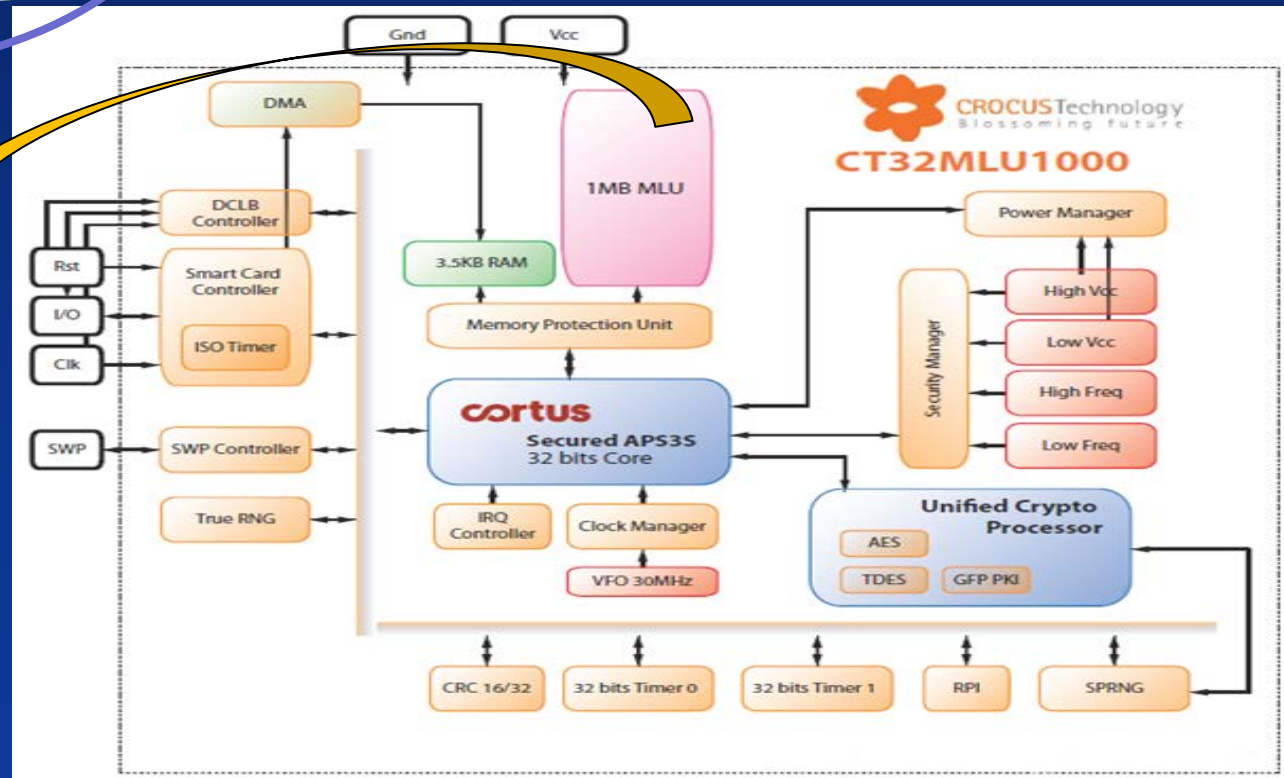 Gnd
Vcc
DMA
CROCUS Technology
Blossoming future
CT32MLU1000
1MB MLU
DCLB
Controller
Power Manager
Rst
Smart Card
Controller
3.5KB RAM
High Vcc
I/O
Memory Protection Unit
ISO Timer
Low Vcc
Clk
Security Manager
High Freq
cortus
Secured APS3S
32 bits Core
Low Freq
SWP
SWP Controller
Unified Crypto
Processor
True RNG
IRQ
Controller
Clock Manager
AES
VFO 30MHz
TDES
GFP PKI
CRC 16/32
32 bits Timer 0
32 bits Timer 1
RPI
SPRNG